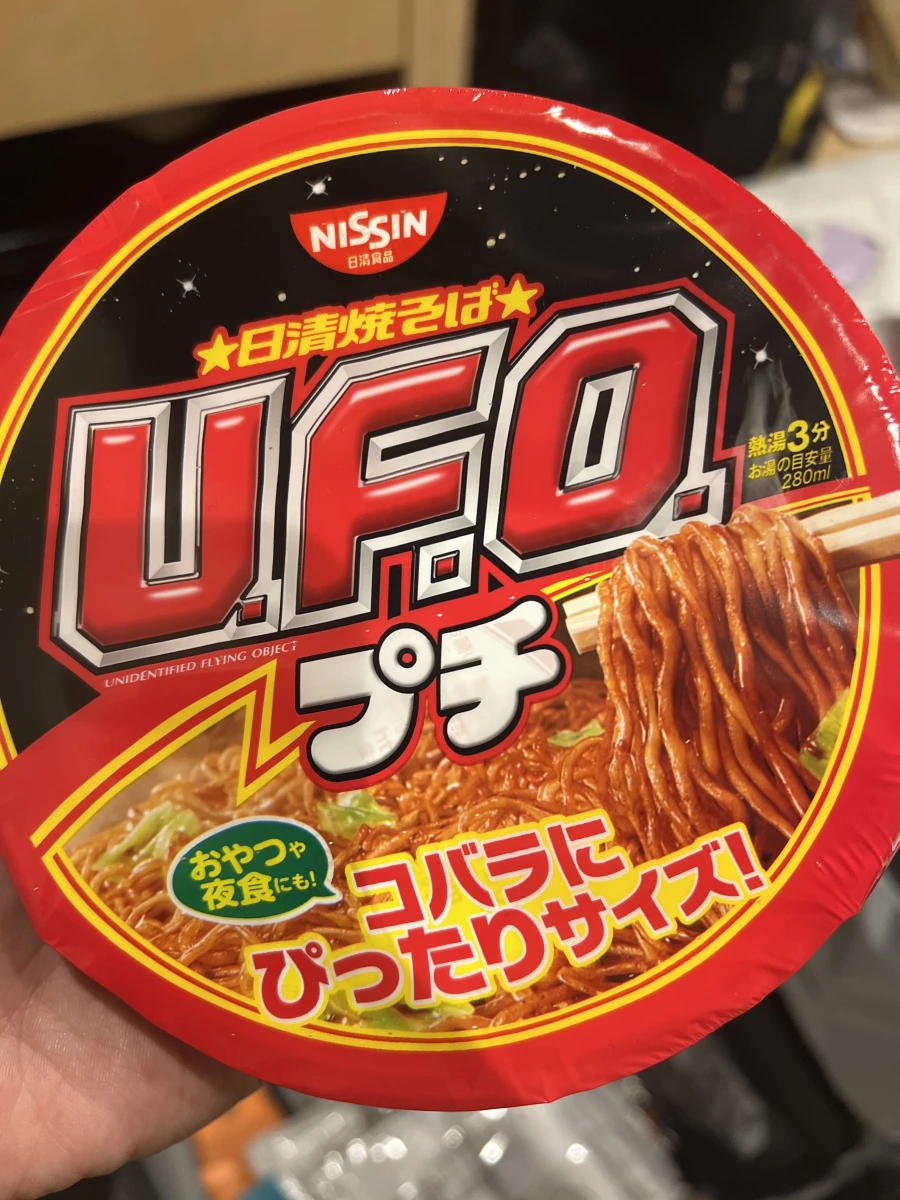 NISSIN
日清食品
★日清焼そば★
U.F.O.
UNIDENTIFIED FLYING OBJECT
プチ
熱湯3分
お湯の目安量
280ml
おやつや
夜食にも!
コバラに
ぴったりサイズ!